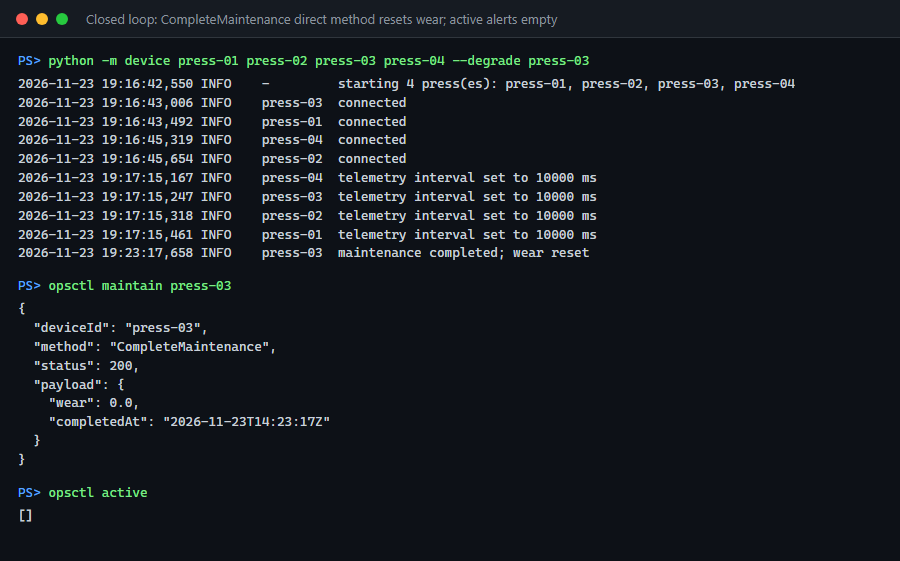 Closed loop: CompleteMaintenance direct method resets wear; active alerts empty
PS> python -m device press-01 press-02 press-03 press-04 --degrade press-03
2026-11-23 19:16:42,550 INFO    -         starting 4 press(es): press-01, press-02, press-03, press-04
2026-11-23 19:16:43,006 INFO    press-03  connected
2026-11-23 19:16:43,492 INFO    press-01  connected
2026-11-23 19:16:45,319 INFO    press-04  connected
2026-11-23 19:16:45,654 INFO    press-02  connected
2026-11-23 19:17:15,167 INFO    press-04  telemetry interval set to 10000 ms
2026-11-23 19:17:15,247 INFO    press-03  telemetry interval set to 10000 ms
2026-11-23 19:17:15,318 INFO    press-02  telemetry interval set to 10000 ms
2026-11-23 19:17:15,461 INFO    press-01  telemetry interval set to 10000 ms
2026-11-23 19:23:17,658 INFO    press-03  maintenance completed; wear reset
PS> opsctl maintain press-03
{
  "deviceId": "press-03",
  "method": "CompleteMaintenance",
  "status": 200,
  "payload": {
    "wear": 0.0,
    "completedAt": "2026-11-23T14:23:17Z"
  }
}
PS> opsctl active
[]